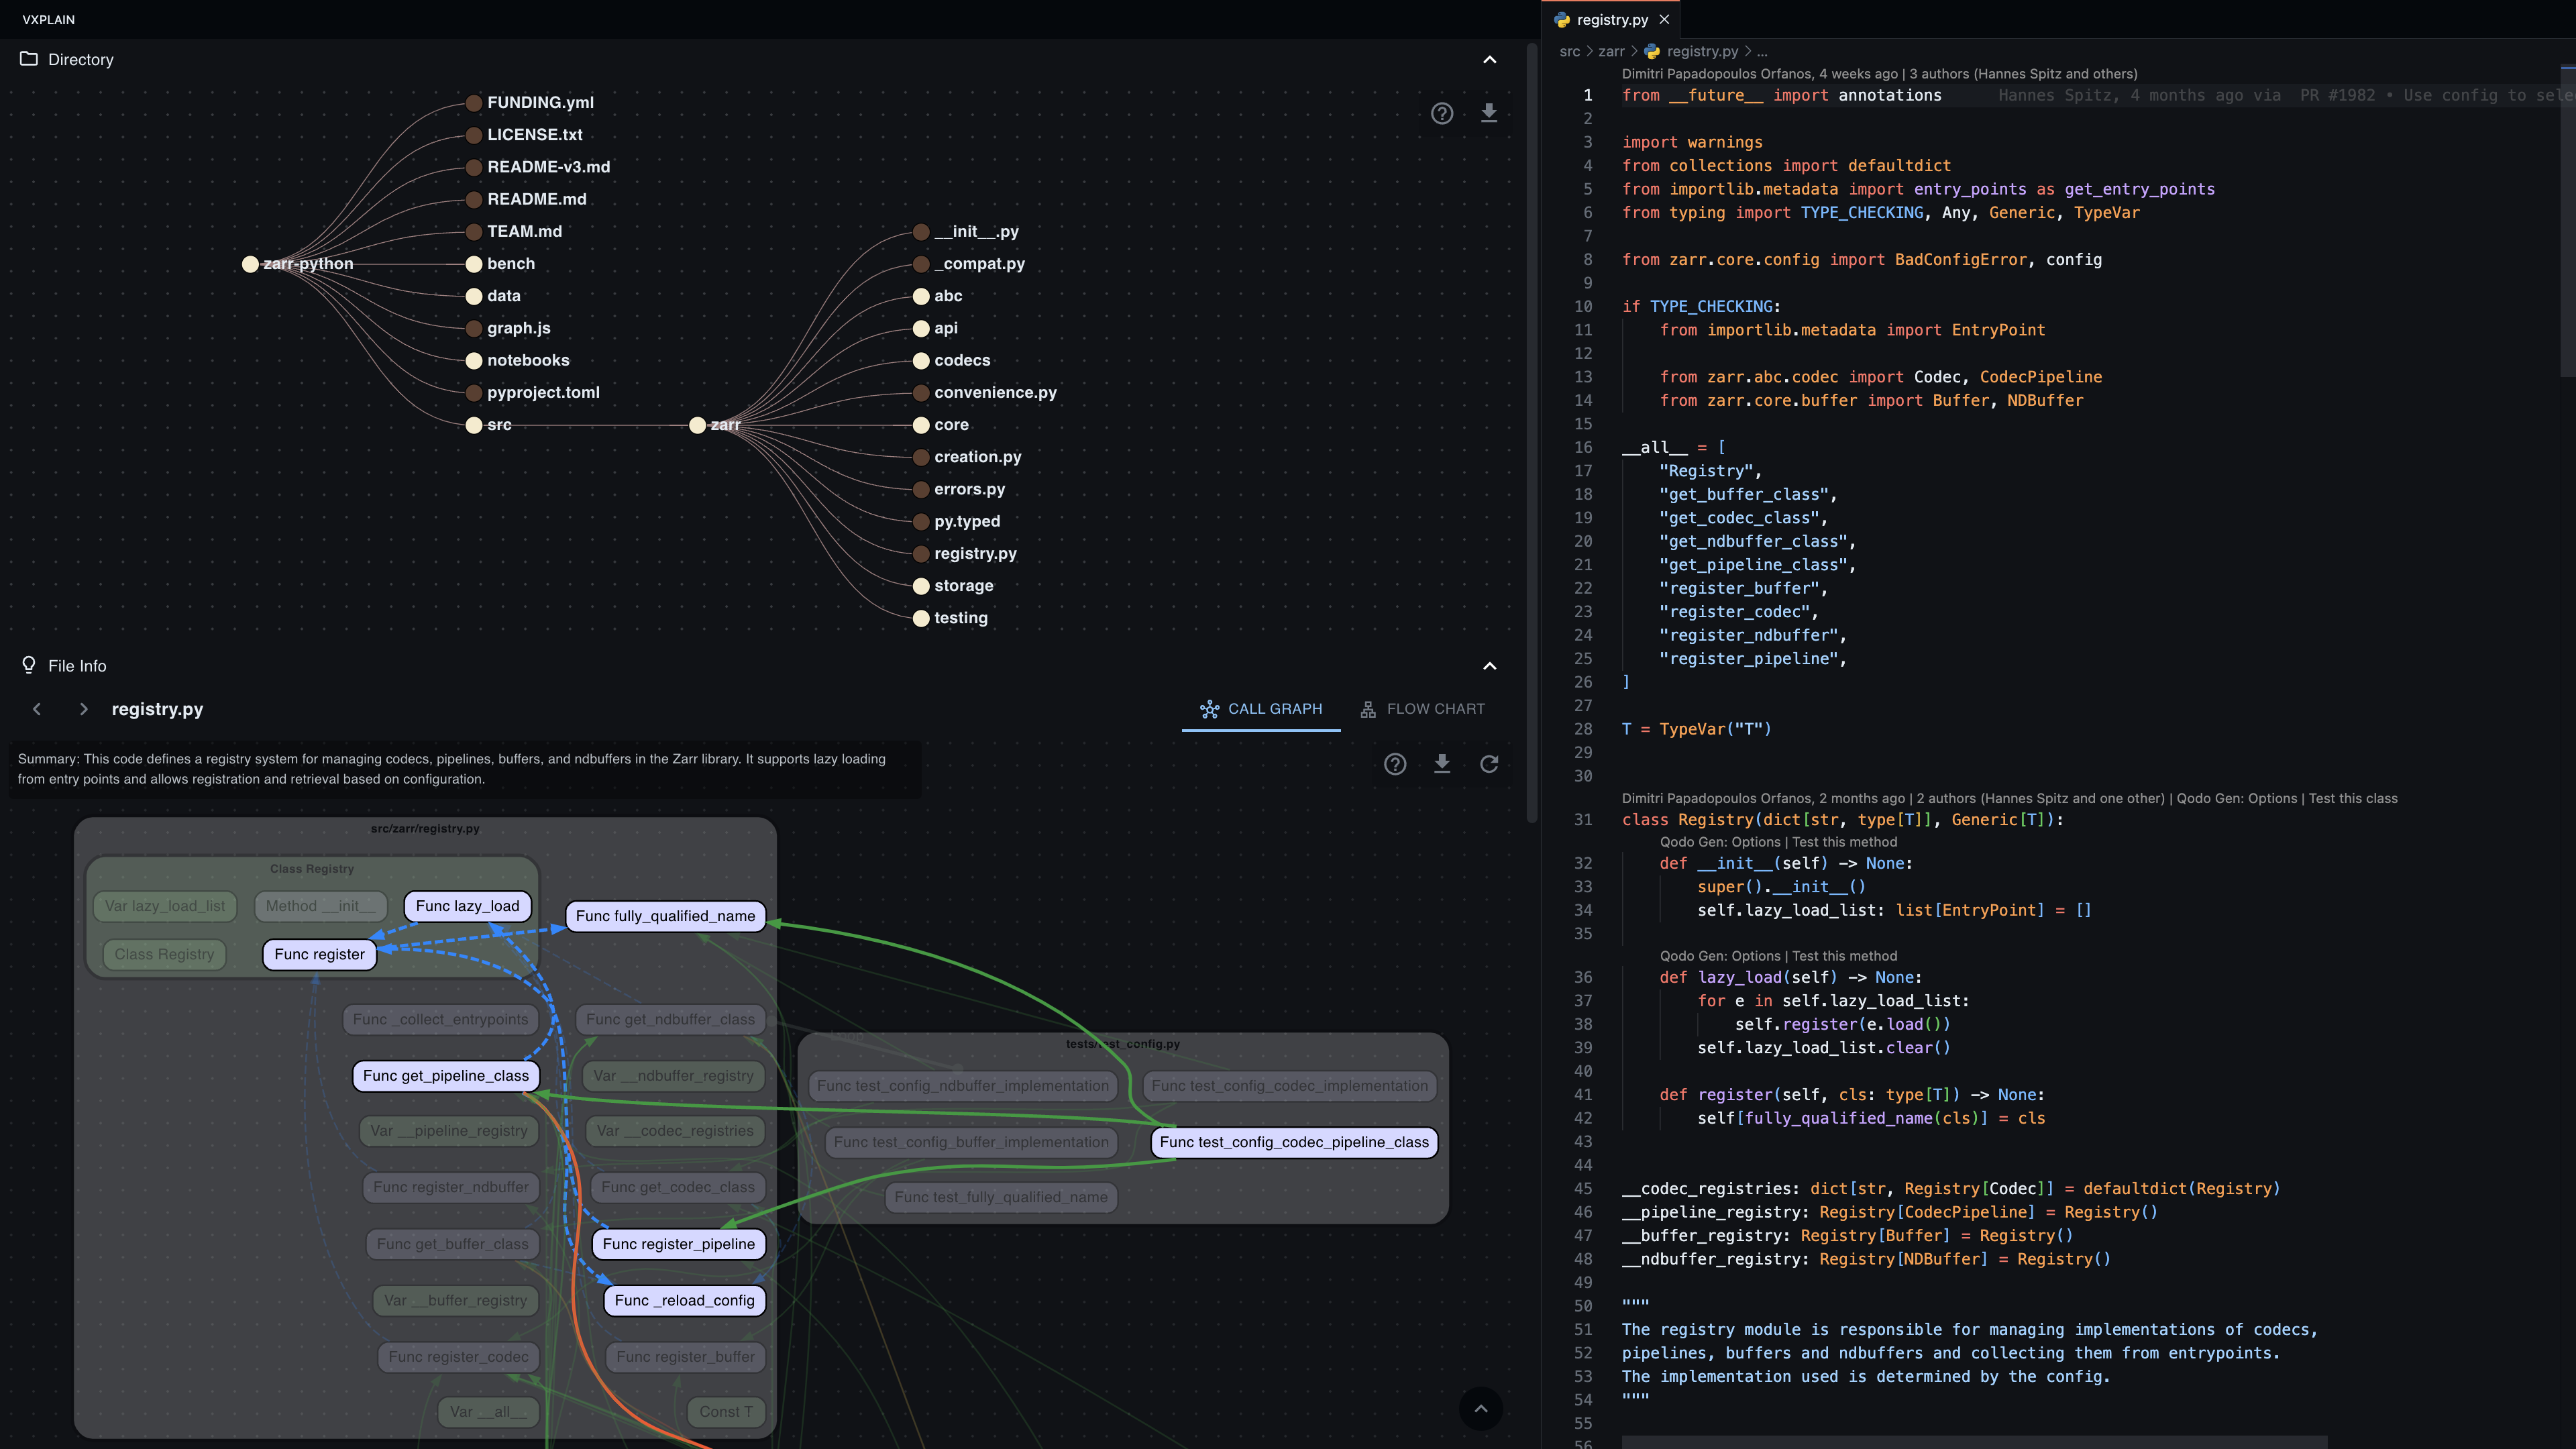 VXPLAIN
Directory
FUNDING.yml
LICENSE.txt
README-v3.md
README.md
TEAM.md
zarr-python
bench
data
graph.js
notebooks
pyproject.toml
src
zarr
__init__.py
_compat.py
abc
api
codecs
convenience.py
core
creation.py
errors.py
py.typed
registry.py
storage
testing
File Info
registry.py
CALL GRAPH
FLOW CHART
Summary: This code defines a registry system for managing codecs, pipelines, buffers, and ndbuffers in the Zarr library. It supports lazy loading
from entry points and allows registration and retrieval based on configuration.
src/zarr/registry.py
Class Registry
Var lazy_load_list
Method __init__
Func lazy_load
Func fully_qualified_name
Class Registry
Func register
Func _collect_entrypoints
Func get_ndbuffer_class
Func get_pipeline_class
Var __ndbuffer_registry
Var __pipeline_registry
Var __codec_registries
Func register_ndbuffer
Func get_codec_class
Func get_buffer_class
Func register_pipeline
Var __buffer_registry
Func _reload_config
Func register_codec
Func register_buffer
Var __all__
Const T
tests/test_config.py
Func test_config_ndbuffer_implementation
Func test_config_codec_implementation
Func test_config_buffer_implementation
Func test_config_codec_pipeline_class
Func test_fully_qualified_name
registry.py
src > zarr > registry.py > ...
Dimitri Papadopoulos Orfanos, 4 weeks ago | 3 authors (Hannes Spitz and others)
1 from __future__ import annotations Hannes Spitz, 4 months ago via PR #1982 • Use config to sele
2
3 import warnings
4 from collections import defaultdict
5 from importlib.metadata import entry_points as get_entry_points
6 from typing import TYPE_CHECKING, Any, Generic, TypeVar
7
8 from zarr.core.config import BadConfigError, config
9
10 if TYPE_CHECKING:
11 from importlib.metadata import EntryPoint
12
13 from zarr.abc.codec import Codec, CodecPipeline
14 from zarr.core.buffer import Buffer, NDBuffer
15
16 __all__ = [
17 "Registry",
18 "get_buffer_class",
19 "get_codec_class",
20 "get_ndbuffer_class",
21 "get_pipeline_class",
22 "register_buffer",
23 "register_codec",
24 "register_ndbuffer",
25 "register_pipeline",
26 ]
27
28 T = TypeVar("T")
29
30
Dimitri Papadopoulos Orfanos, 2 months ago | 2 authors (Hannes Spitz and one other) | Qodo Gen: Options | Test this class
31 class Registry(dict[str, type[T]], Generic[T]):
Qodo Gen: Options | Test this method
32 def __init__(self) -> None:
33 super().__init__()
34 self.lazy_load_list: list[EntryPoint] = []
35
Qodo Gen: Options | Test this method
36 def lazy_load(self) -> None:
37 for e in self.lazy_load_list:
38 self.register(e.load())
39 self.lazy_load_list.clear()
40
41 def register(self, cls: type[T]) -> None:
42 self[fully_qualified_name(cls)] = cls
43
44
45 __codec_registries: dict[str, Registry[Codec]] = defaultdict(Registry)
46 __pipeline_registry: Registry[CodecPipeline] = Registry()
47 __buffer_registry: Registry[Buffer] = Registry()
48 __ndbuffer_registry: Registry[NDBuffer] = Registry()
49
50 """
51 The registry module is responsible for managing implementations of codecs,
52 pipelines, buffers and ndbuffers and collecting them from entrypoints.
53 The implementation used is determined by the config.
54 """
55
56